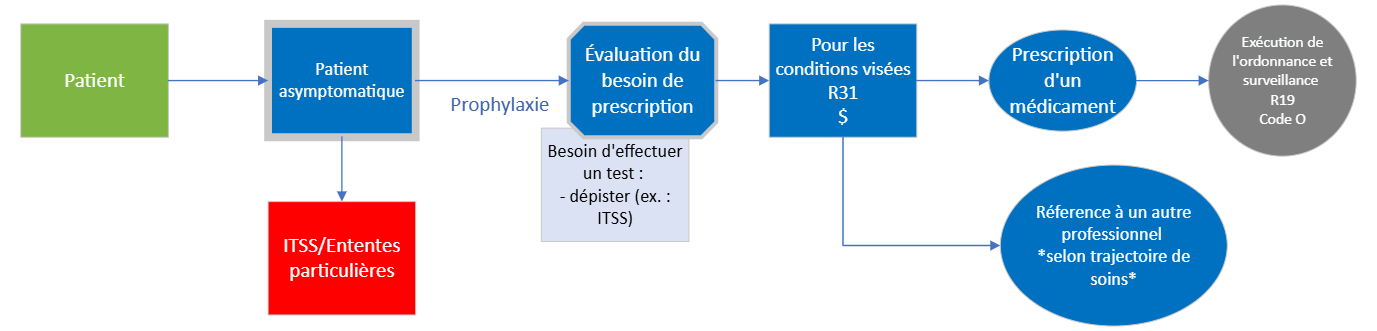 Patient
Patient
asymptomatique
Prophylaxie
Évaluation du
besoin de
prescription
Besoin d'effectuer
un test :
- dépister (ex. :
ITSS)
Pour les
conditions visées
R31
$
Prescription
d'un
médicament
Exécution de
l'ordonnance et
surveillance
R19
Code O
ITSS/Ententes
particulières
Réference à un autre
professionnel
*selon trajectoire de
soins*